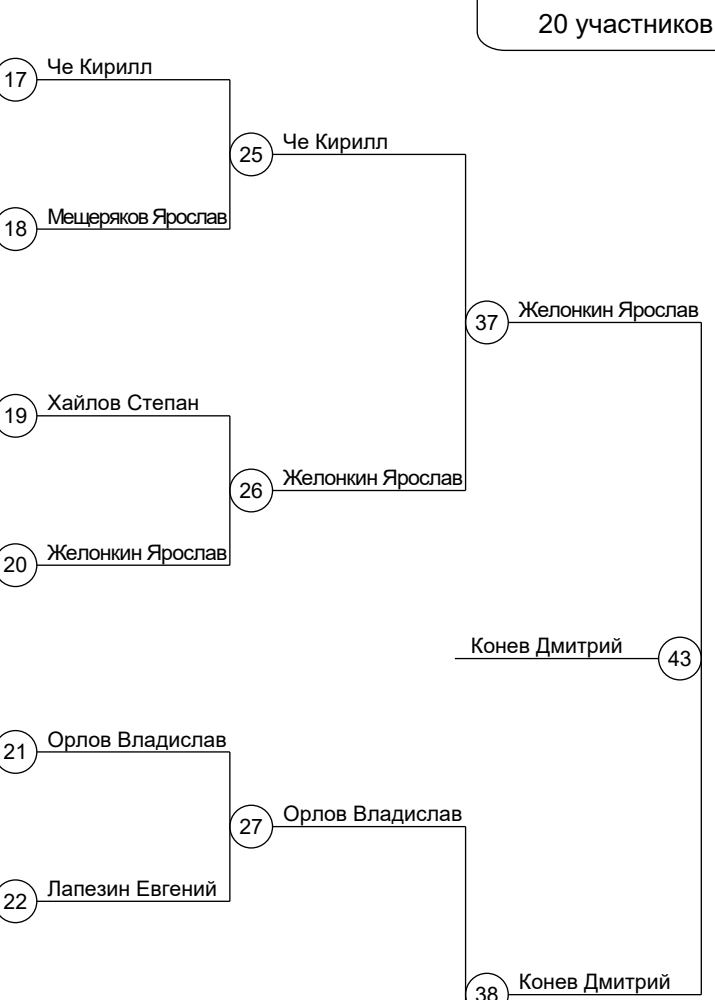 20 участников
Че Кирилл
17
Че Кирилл
25
Мещеряков Ярослав
18
Желонкин Ярослав
37
Хайлов Степан
19
Желонкин Ярослав
26
Желонкин Ярослав
20
Конев Дмитрий
43
Орлов Владислав
21
Орлов Владислав
27
Лапезин Евгений
22
Конев Дмитрий
38